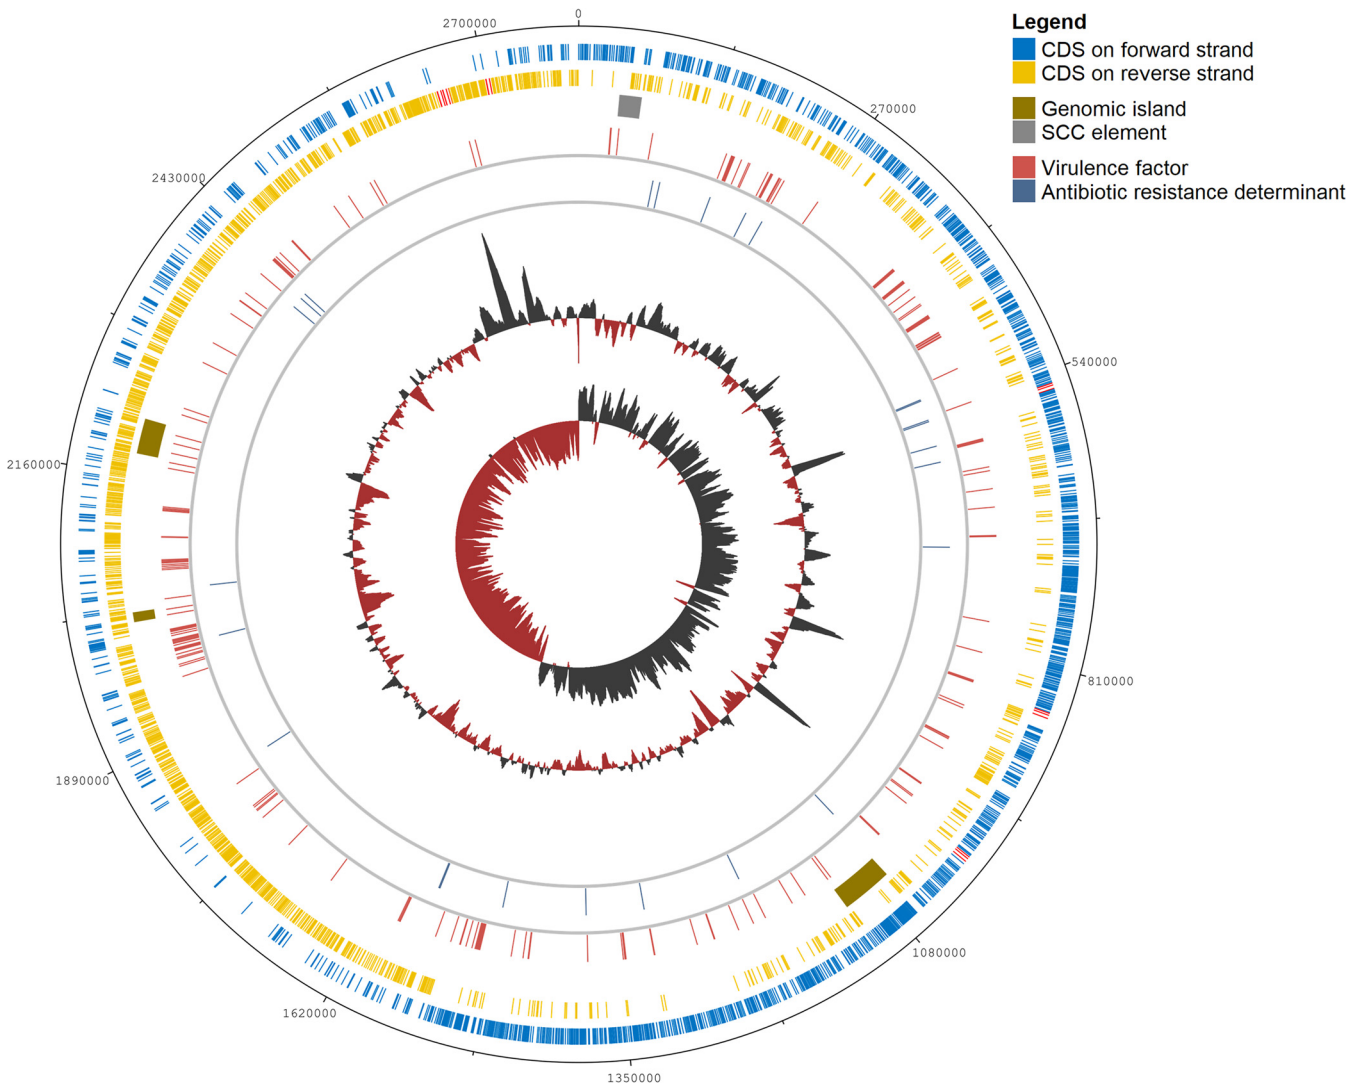 0
2700000
270000
2430000
540000
2160000
810000
1890000
1080000
1620000
1350000
Legend
CDS on forward strand
CDS on reverse strand
Genomic island
SCC element
Virulence factor
Antibiotic resistance determinant